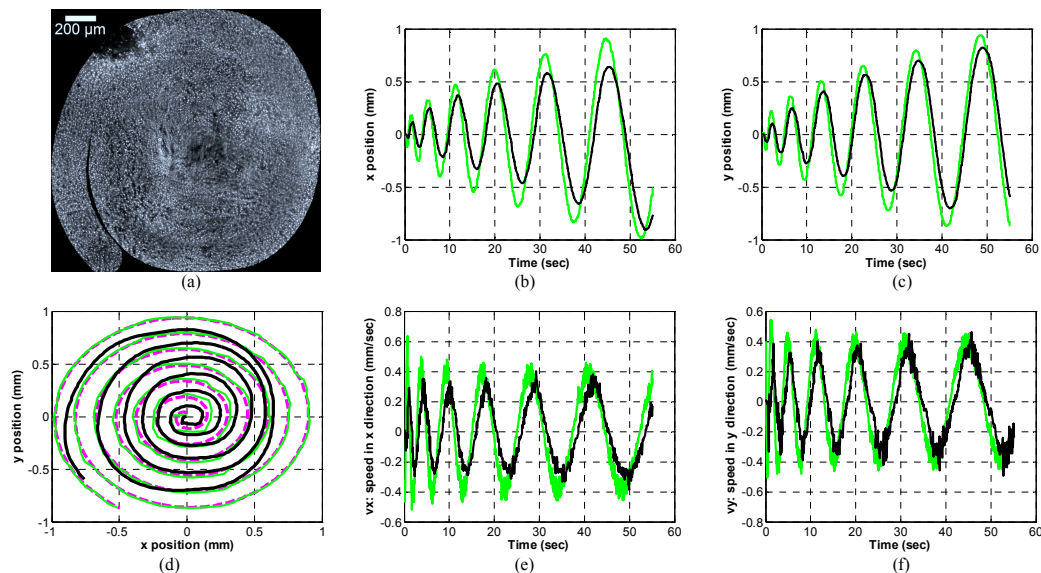 200 µm
(a)
1
0.5
0
-0.5
-1
0 10 20 30 40 50 60
x position (mm)
Time (sec)
(b)
1
0.5
0
-0.5
-1
0 10 20 30 40 50 60
y position (mm)
Time (sec)
(c)
1
0.5
0
-0.5
-1
-1 -0.5 0 0.5 1
y position (mm)
x position (mm)
(d)
0.8
0.6
0.4
0.2
0
-0.2
-0.4
-0.6
0 10 20 30 40 50 60
vx: speed in x direction (mm/sec)
Time (sec)
(e)
0.8
0.6
0.4
0.2
0
-0.2
-0.4
-0.6
-0.8
0 10 20 30 40 50 60
vy: speed in y direction (mm/sec)
Time (sec)
(f)